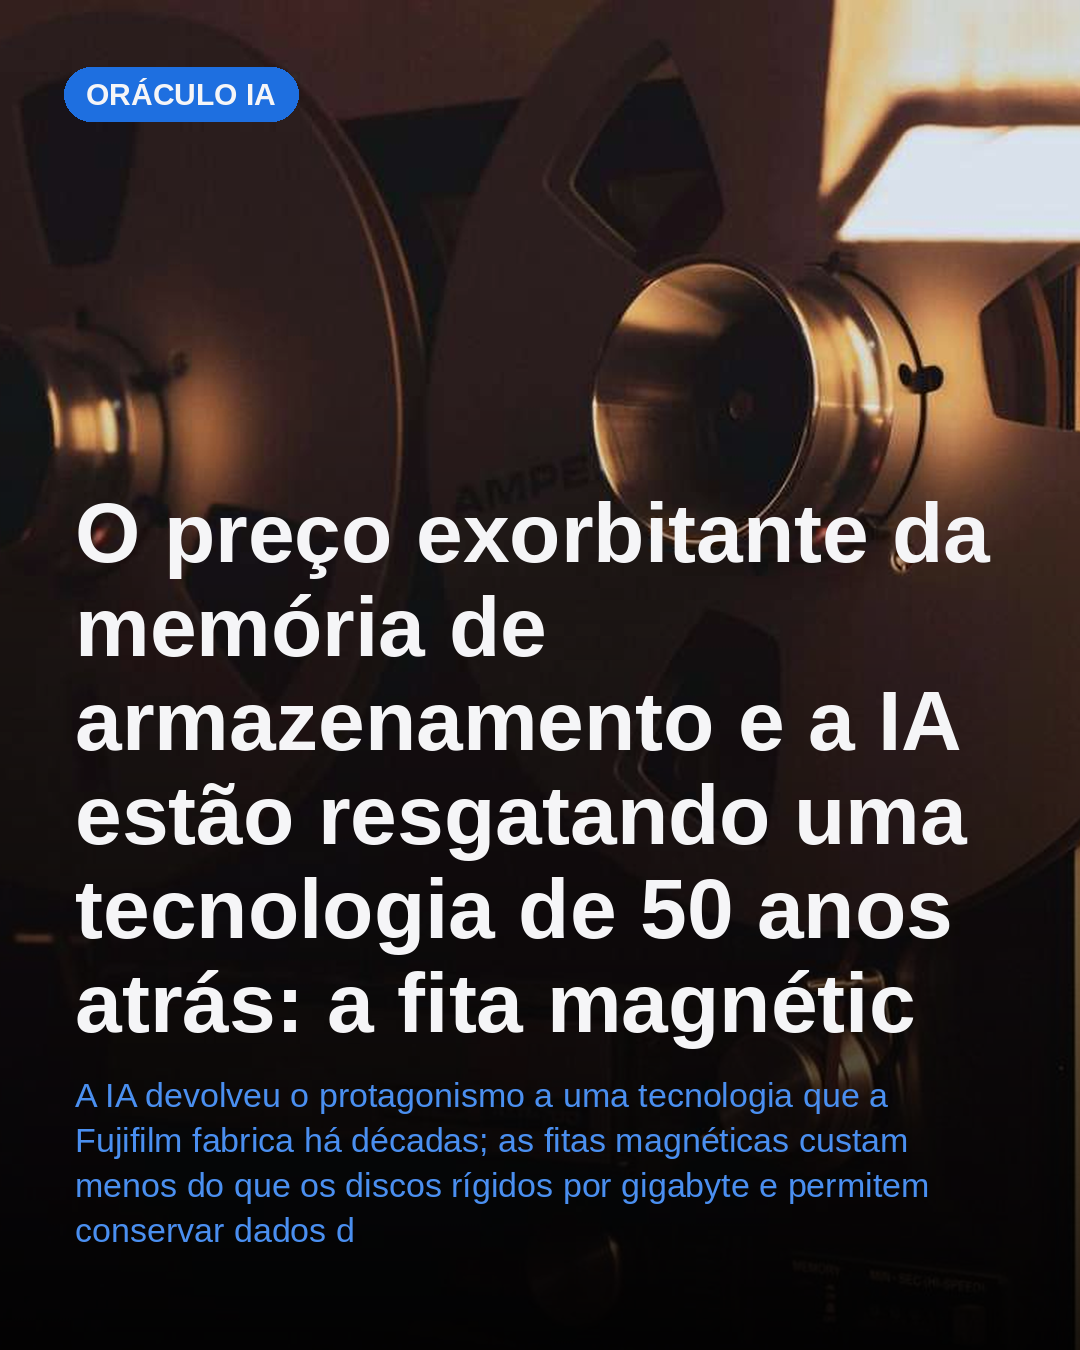 ORÁCULO IA
AMPE
O preço exorbitante da
memória de
armazenamento e a IA
estão resgatando uma
tecnologia de 50 anos
atrás: a fita magnétic
A IA devolveu o protagonismo a uma tecnologia que a
Fujifilm fabrica há décadas; as fitas magnéticas custam
menos do que os discos rígidos por gigabyte e permitem
conservar dados d
MEMORY